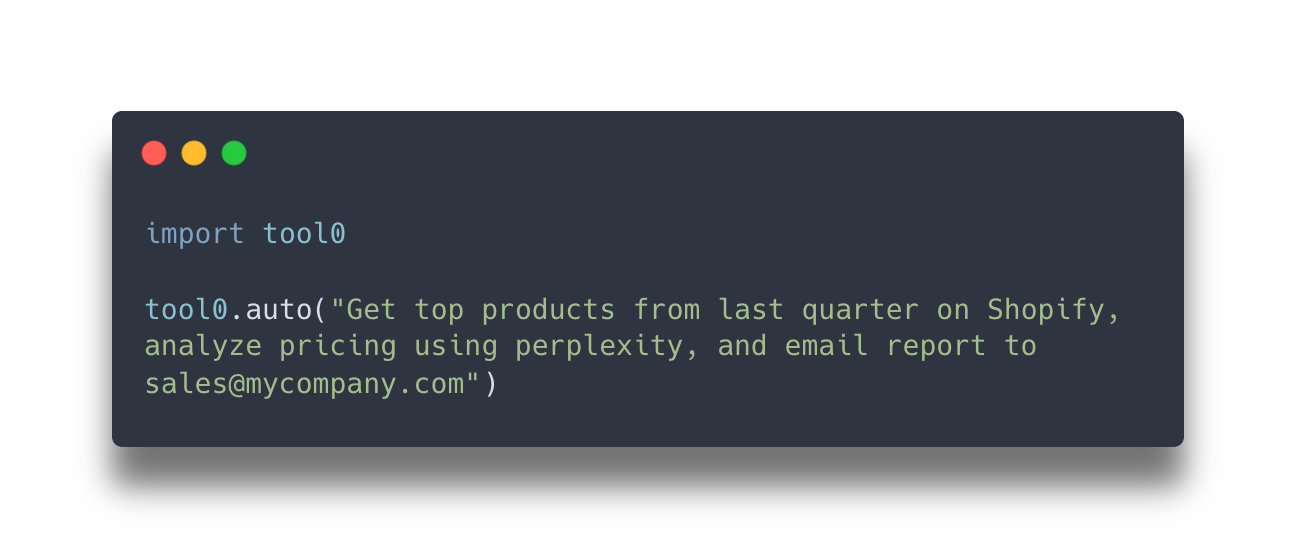 import tool0
tool0.auto("Get top products from last quarter on Shopify,
analyze pricing using perplexity, and email report to
sales@mycompany.com")